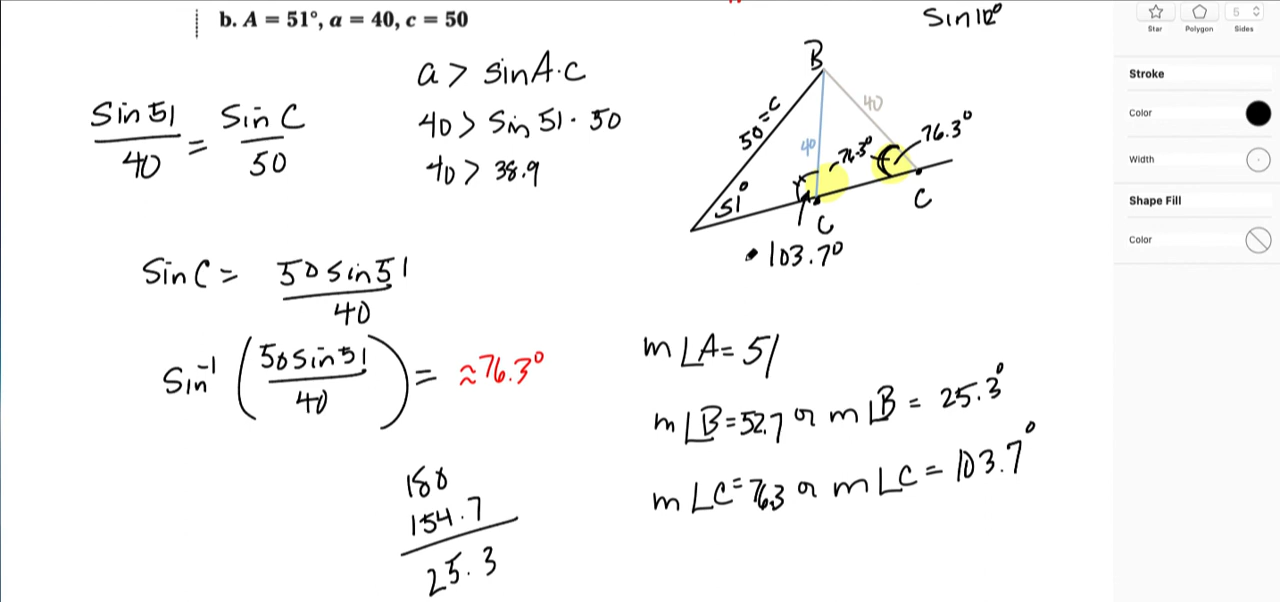 b. A = 51°, a = 40, c = 50
Sin 51/40 = Sin C/50
a > sin A · c
40 > Sin 51 · 50
40 > 38.9
Sin C = 50 sin 51/40
Sin⁻¹ (50 sin 51/40) = ≈76.3°
180
154.7
25.3
B
50 = c
40
40
76.3°
76.3°
51°
C
C
103.7°
m∠A = 51
m∠B = 52.7 or m∠B = 25.3°
m∠C = 76.3 or m∠C = 103.7°
Star
Polygon
5
Sides
Stroke
Color
Width
Shape Fill
Color